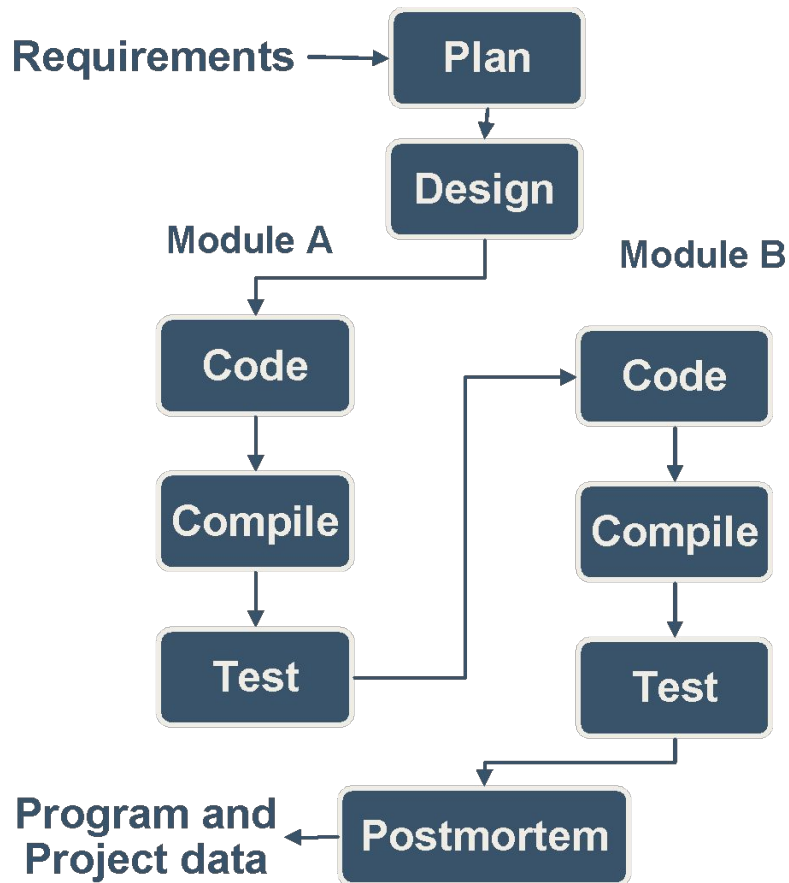 Requirements
Plan
Design
Module A
Module B
Code
Compile
Test
Code
Compile
Test
Postmortem
Program and
Project data